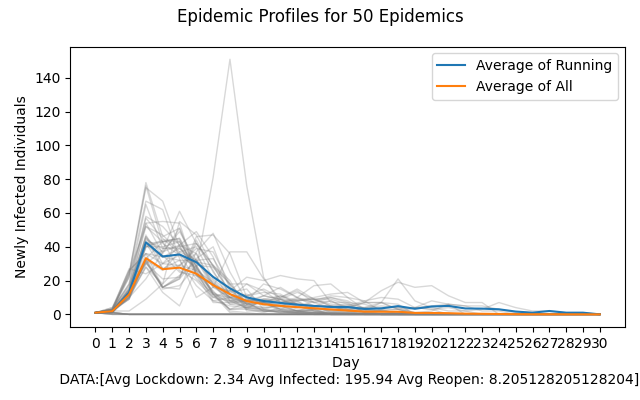 Epidemic Profiles for 50 Epidemics
Newly Infected Individuals
140
120
100
80
60
40
20
0
Average of Running
Average of All
0 1 2 3 4 5 6 7 8 9 10 11 12 13 14 15 16 17 18 19 20 21 22 23 24 25 26 27 28 29 30
Day
DATA:[Avg Lockdown: 2.34 Avg Infected: 195.94 Avg Reopen: 8.205128205128204]